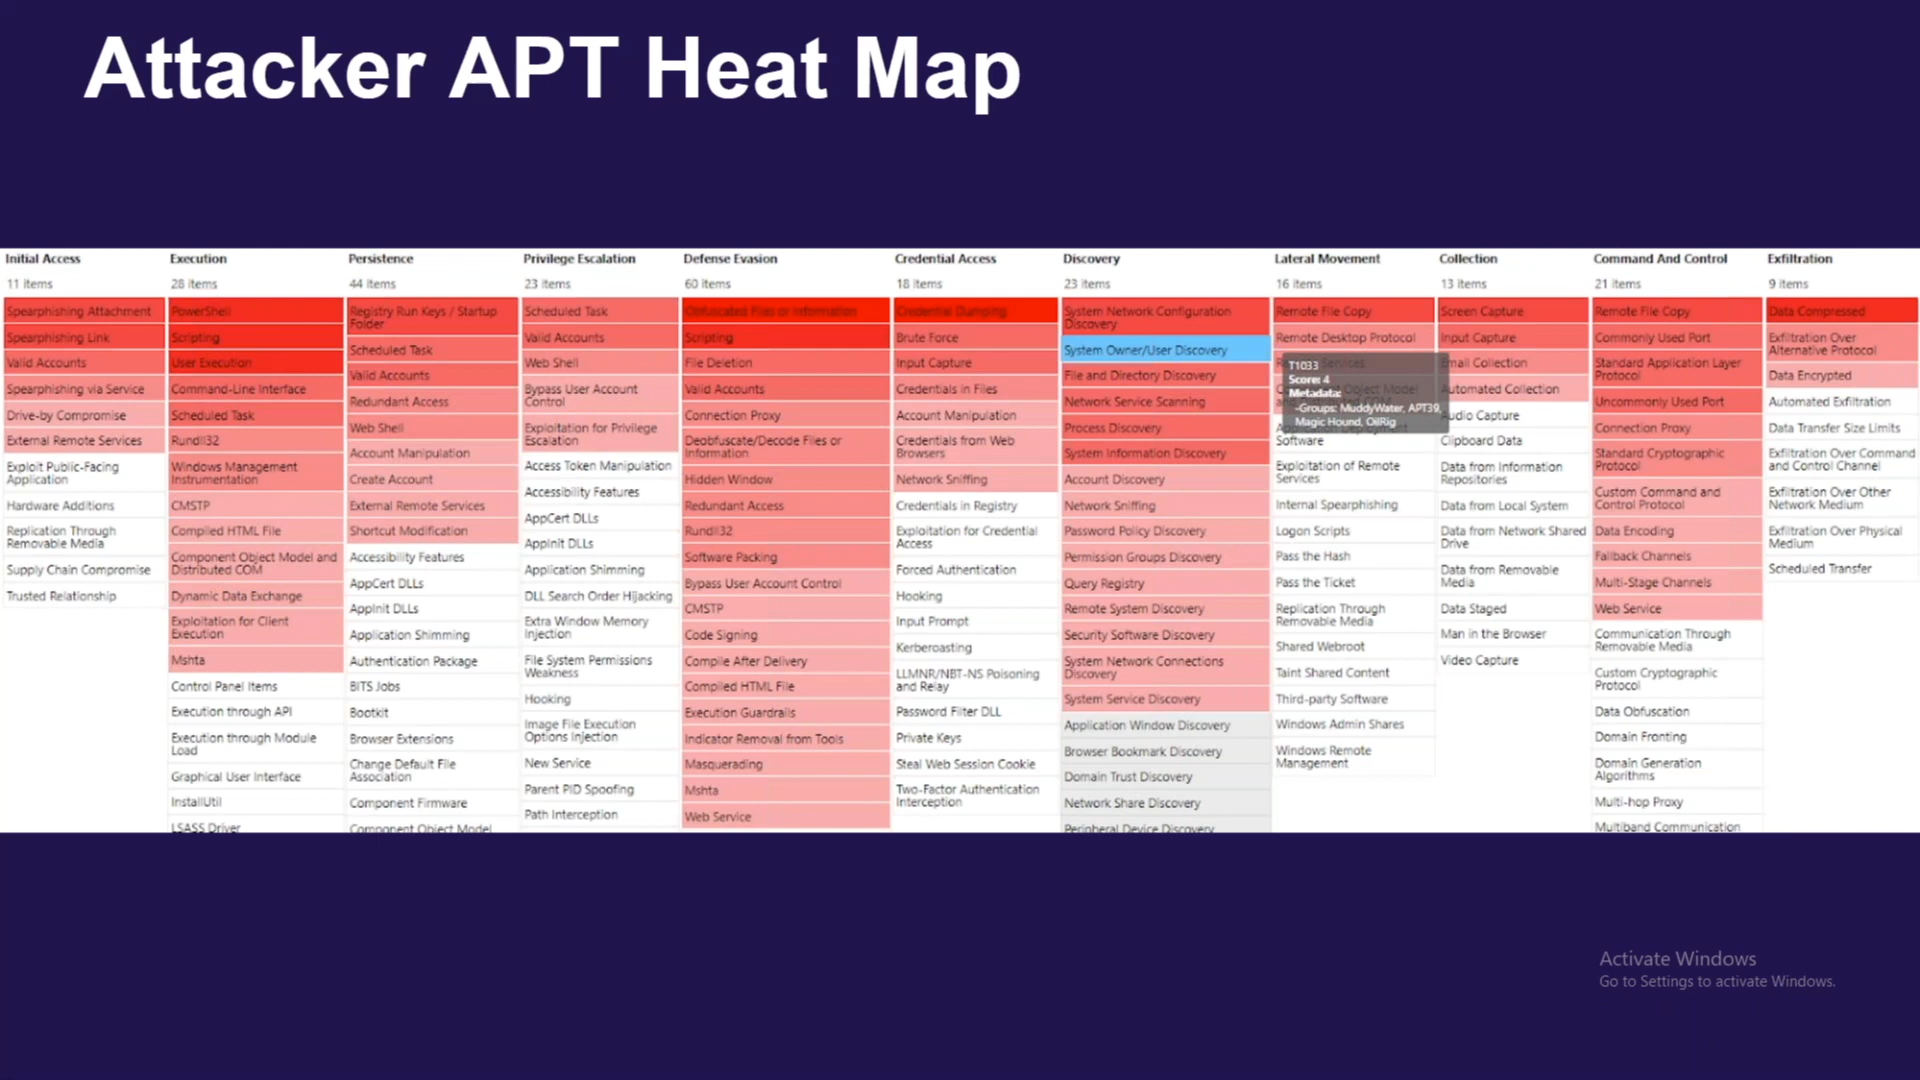 Attacker APT Heat Map
Initial Access
11 items
Spearphishing Attachment
Spearphishing Link
Valid Accounts
Spearphishing via Service
Drive-by Compromise
External Remote Services
Exploit Public-Facing
Application
Hardware Additions
Replication Through
Removable Media
Supply Chain Compromise
Trusted Relationship
Execution
28 items
PowerShell
Scripting
User Execution
Command-Line Interface
Scheduled Task
Rundll32
Windows Management
Instrumentation
CMSTP
Compiled HTML File
Component Object Model and
Distributed COM
Dynamic Data Exchange
Exploitation for Client
Execution
Mshta
Control Panel Items
Execution through API
Execution through Module
Load
Graphical User Interface
InstallUtil
LSASS Driver
Persistence
44 items
Registry Run Keys / Startup
Folder
Scheduled Task
Valid Accounts
Redundant Access
Web Shell
Account Manipulation
Create Account
External Remote Services
Shortcut Modification
Accessibility Features
AppCert DLLs
AppInit DLLs
Application Shimming
Authentication Package
BITS Jobs
Bootkit
Browser Extensions
Change Default File
Association
Component Firmware
Component Object Model
Privilege Escalation
23 items
Scheduled Task
Valid Accounts
Web Shell
Bypass User Account
Control
Exploitation for Privilege
Escalation
Access Token Manipulation
Accessibility Features
AppCert DLLs
AppInit DLLs
Application Shimming
DLL Search Order Hijacking
Extra Window Memory
Injection
File System Permissions
Weakness
Hooking
Image File Execution
Options Injection
New Service
Parent PID Spoofing
Path Interception
Defense Evasion
60 items
Obfuscated Files or Information
Scripting
File Deletion
Valid Accounts
Connection Proxy
Deobfuscate/Decode Files or
Information
Hidden Window
Redundant Access
Rundll32
Software Packing
Bypass User Account Control
CMSTP
Code Signing
Compile After Delivery
Compiled HTML File
Execution Guardrails
Indicator Removal from Tools
Masquerading
Mshta
Web Service
Credential Access
18 items
Credential Dumping
Brute Force
Input Capture
Credentials in Files
Account Manipulation
Credentials from Web
Browsers
Network Sniffing
Credentials in Registry
Exploitation for Credential
Access
Forced Authentication
Hooking
Input Prompt
Kerberoasting
LLMNR/NBT-NS Poisoning
and Relay
Password Filter DLL
Private Keys
Steal Web Session Cookie
Two-Factor Authentication
Interception
Discovery
23 items
System Network Configuration
Discovery
System Owner/User Discovery
File and Directory Discovery
Network Service Scanning
Process Discovery
System Information Discovery
Account Discovery
Network Sniffing
Password Policy Discovery
Permission Groups Discovery
Query Registry
Remote System Discovery
Security Software Discovery
System Network Connections
Discovery
System Service Discovery
Application Window Discovery
Browser Bookmark Discovery
Domain Trust Discovery
Network Share Discovery
Peripheral Device Discovery
Lateral Movement
16 items
Remote File Copy
Remote Desktop Protocol
T1033
Score: 4
Metadata:
-Groups: MuddyWater, APT39,
Magic Hound, OilRig
Software
Exploitation of Remote
Services
Internal Spearphishing
Logon Scripts
Pass the Hash
Pass the Ticket
Replication Through
Removable Media
Shared Webroot
Taint Shared Content
Third-party Software
Windows Admin Shares
Windows Remote
Management
Collection
13 items
Screen Capture
Input Capture
Email Collection
Automated Collection
Audio Capture
Clipboard Data
Data from Information
Repositories
Data from Local System
Data from Network Shared
Drive
Data from Removable
Media
Data Staged
Man in the Browser
Video Capture
Command And Control
21 items
Remote File Copy
Commonly Used Port
Standard Application Layer
Protocol
Uncommonly Used Port
Connection Proxy
Standard Cryptographic
Protocol
Custom Command and
Control Protocol
Data Encoding
Fallback Channels
Multi-Stage Channels
Web Service
Communication Through
Removable Media
Custom Cryptographic
Protocol
Data Obfuscation
Domain Fronting
Domain Generation
Algorithms
Multi-hop Proxy
Multiband Communication
Exfiltration
9 items
Data Compressed
Exfiltration Over
Alternative Protocol
Data Encrypted
Automated Exfiltration
Data Transfer Size Limits
Exfiltration Over Command
and Control Channel
Exfiltration Over Other
Network Medium
Exfiltration Over Physical
Medium
Scheduled Transfer
Activate Windows
Go to Settings to activate Windows.